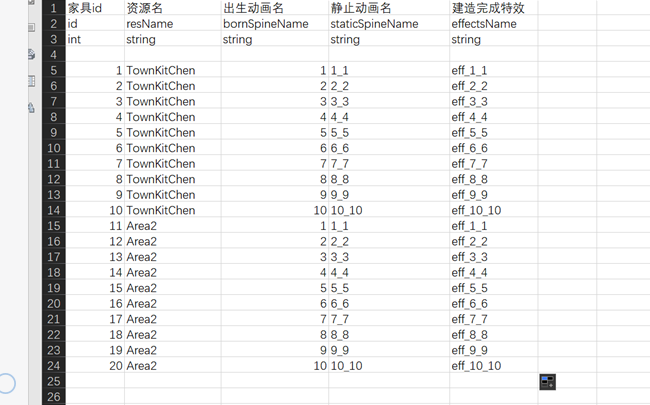 1 家具id 资源名 出生动画名 静止动画名 建造完成特效
2 id resName bornSpineName staticSpineName effectsName
3 int string string string string
4
5 1 TownKitChen 1 1_1 eff_1_1
6 2 TownKitChen 2 2_2 eff_2_2
7 3 TownKitChen 3 3_3 eff_3_3
8 4 TownKitChen 4 4_4 eff_4_4
9 5 TownKitChen 5 5_5 eff_5_5
10 6 TownKitChen 6 6_6 eff_6_6
11 7 TownKitChen 7 7_7 eff_7_7
12 8 TownKitChen 8 8_8 eff_8_8
13 9 TownKitChen 9 9_9 eff_9_9
14 10 TownKitChen 10 10_10 eff_10_10
15 11 Area2 1 1_1 eff_1_1
16 12 Area2 2 2_2 eff_2_2
17 13 Area2 3 3_3 eff_3_3
18 14 Area2 4 4_4 eff_4_4
19 15 Area2 5 5_5 eff_5_5
20 16 Area2 6 6_6 eff_6_6
21 17 Area2 7 7_7 eff_7_7
22 18 Area2 8 8_8 eff_8_8
23 19 Area2 9 9_9 eff_9_9
24 20 Area2 10 10_10 eff_10_10
25
26